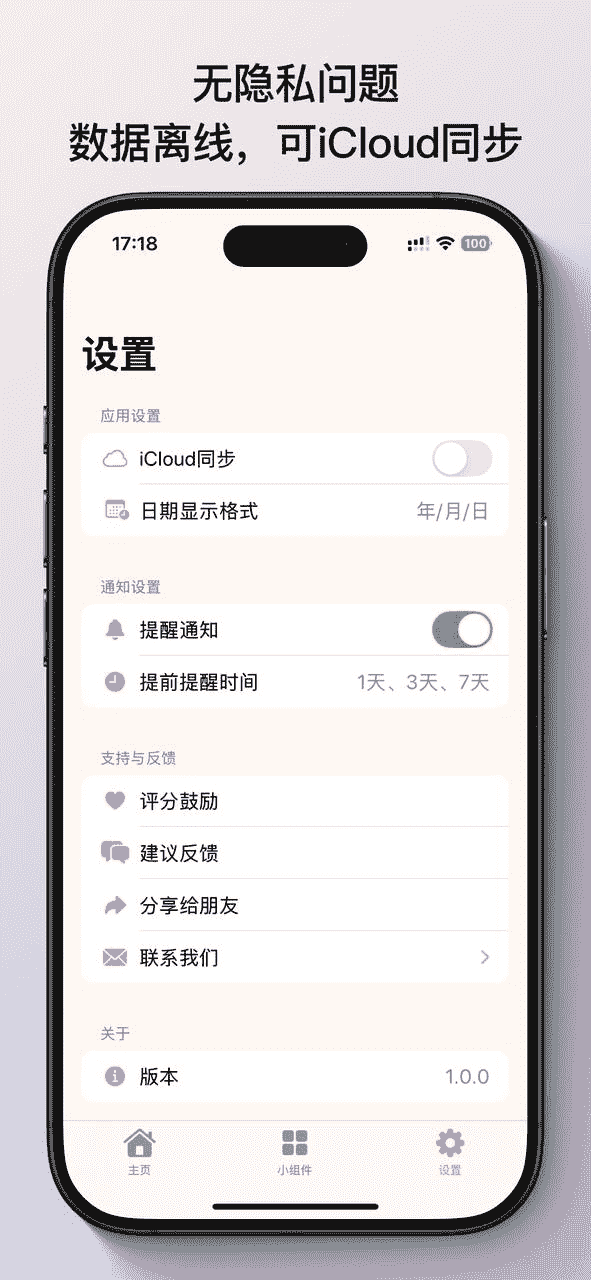 无隐私问题
数据离线，可iCloud同步
17:18
100
设置
应用设置
iCloud同步
日期显示格式 年/月/日
通知设置
提醒通知
提前提醒时间 1天、3天、7天
支持与反馈
评分鼓励
建议反馈
分享给朋友
联系我们
关于
版本 1.0.0
主页 小组件 设置